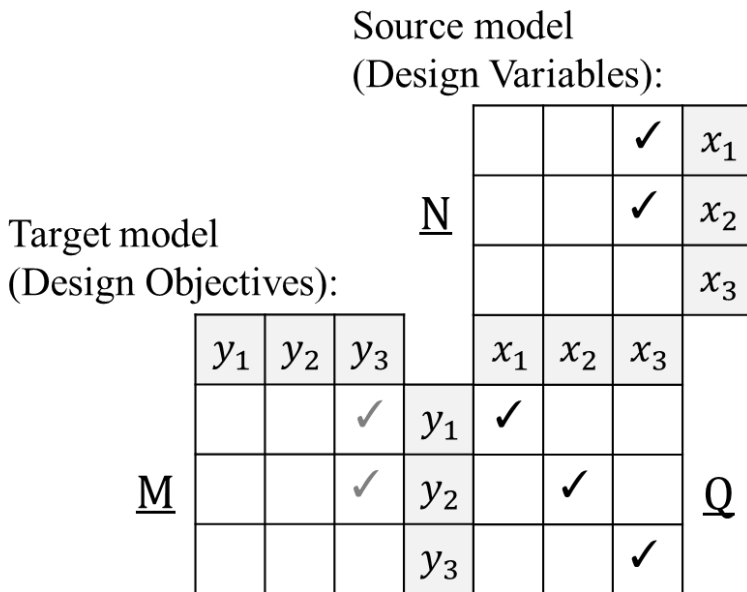 Source model
(Design Variables):
✓ x₁
N ✓ x₂
x₃
Target model
(Design Objectives):
y₁ y₂ y₃ x₁ x₂ x₃
✓ y₁ ✓
M ✓ y₂ ✓ Q
y₃ ✓